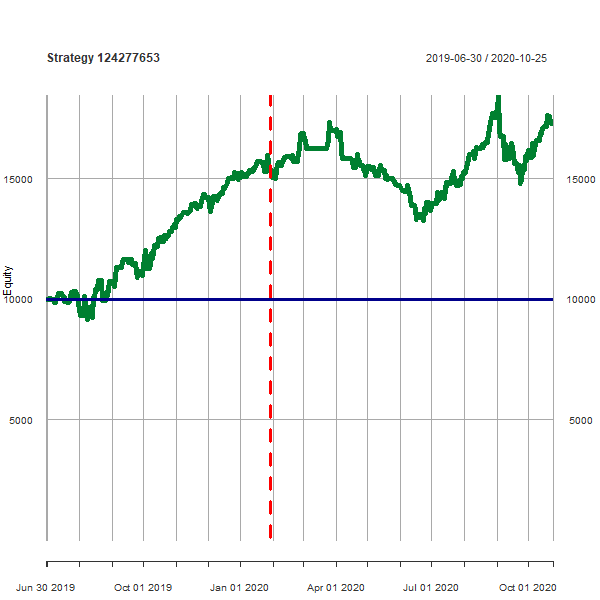 Strategy 124277653
2019-06-30 / 2020-10-25
15000
15000
Equity
10000
10000
5000
5000
Jun 30 2019
Oct 01 2019
Jan 01 2020
Apr 01 2020
Jul 01 2020
Oct 01 2020